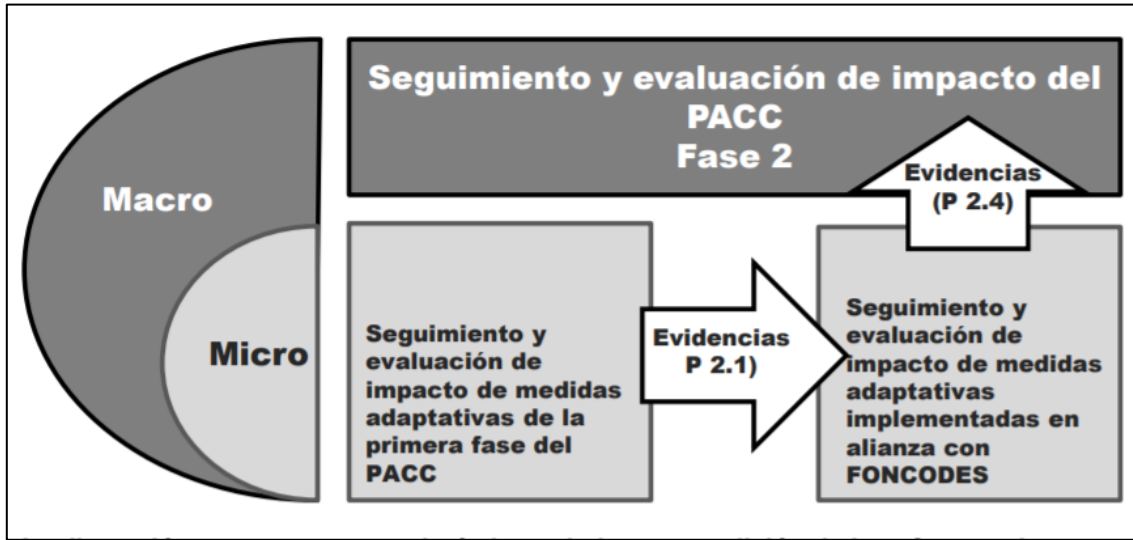 Seguimiento y evaluación de impacto del
PACC
Fase 2
Macro
Micro
Seguimiento y
evaluación de
impacto de medidas
adaptativas de la
primera fase del
PACC
Evidencias
P 2.1)
Evidencias
(P 2.4)
Seguimiento y
evaluación de
impacto de medidas
adaptativas
implementadas en
alianza con
FONCODES